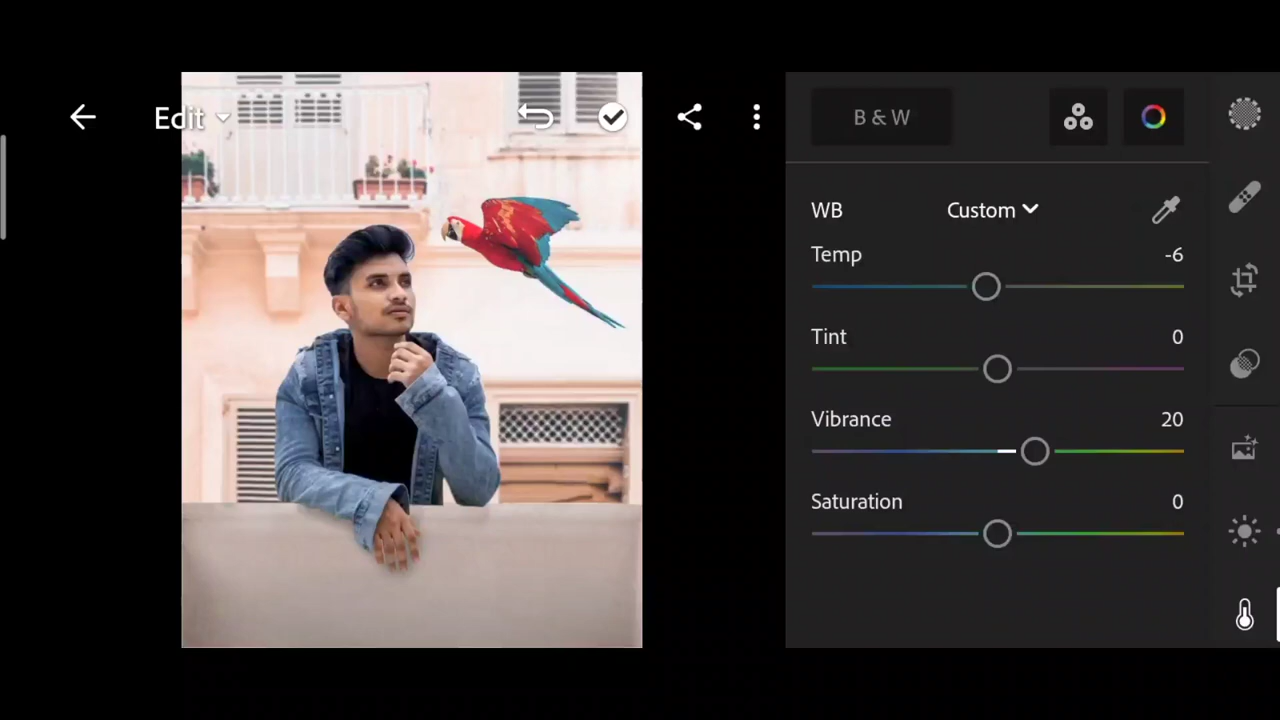 Edit
B & W
WB Custom
Temp -6
Tint 0
Vibrance 20
Saturation 0